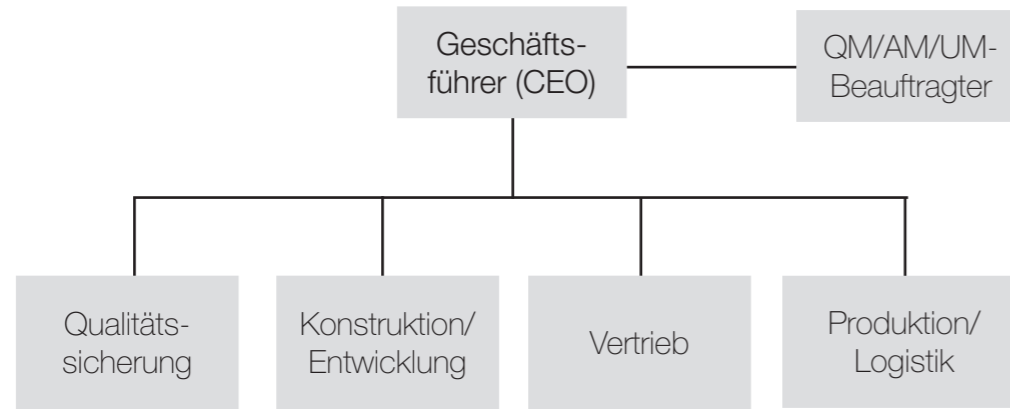 Geschäfts-
führer (CEO)
QM/AM/UM-
Beauftragter
Qualitäts-
sicherung
Konstruktion/
Entwicklung
Vertrieb
Produktion/
Logistik